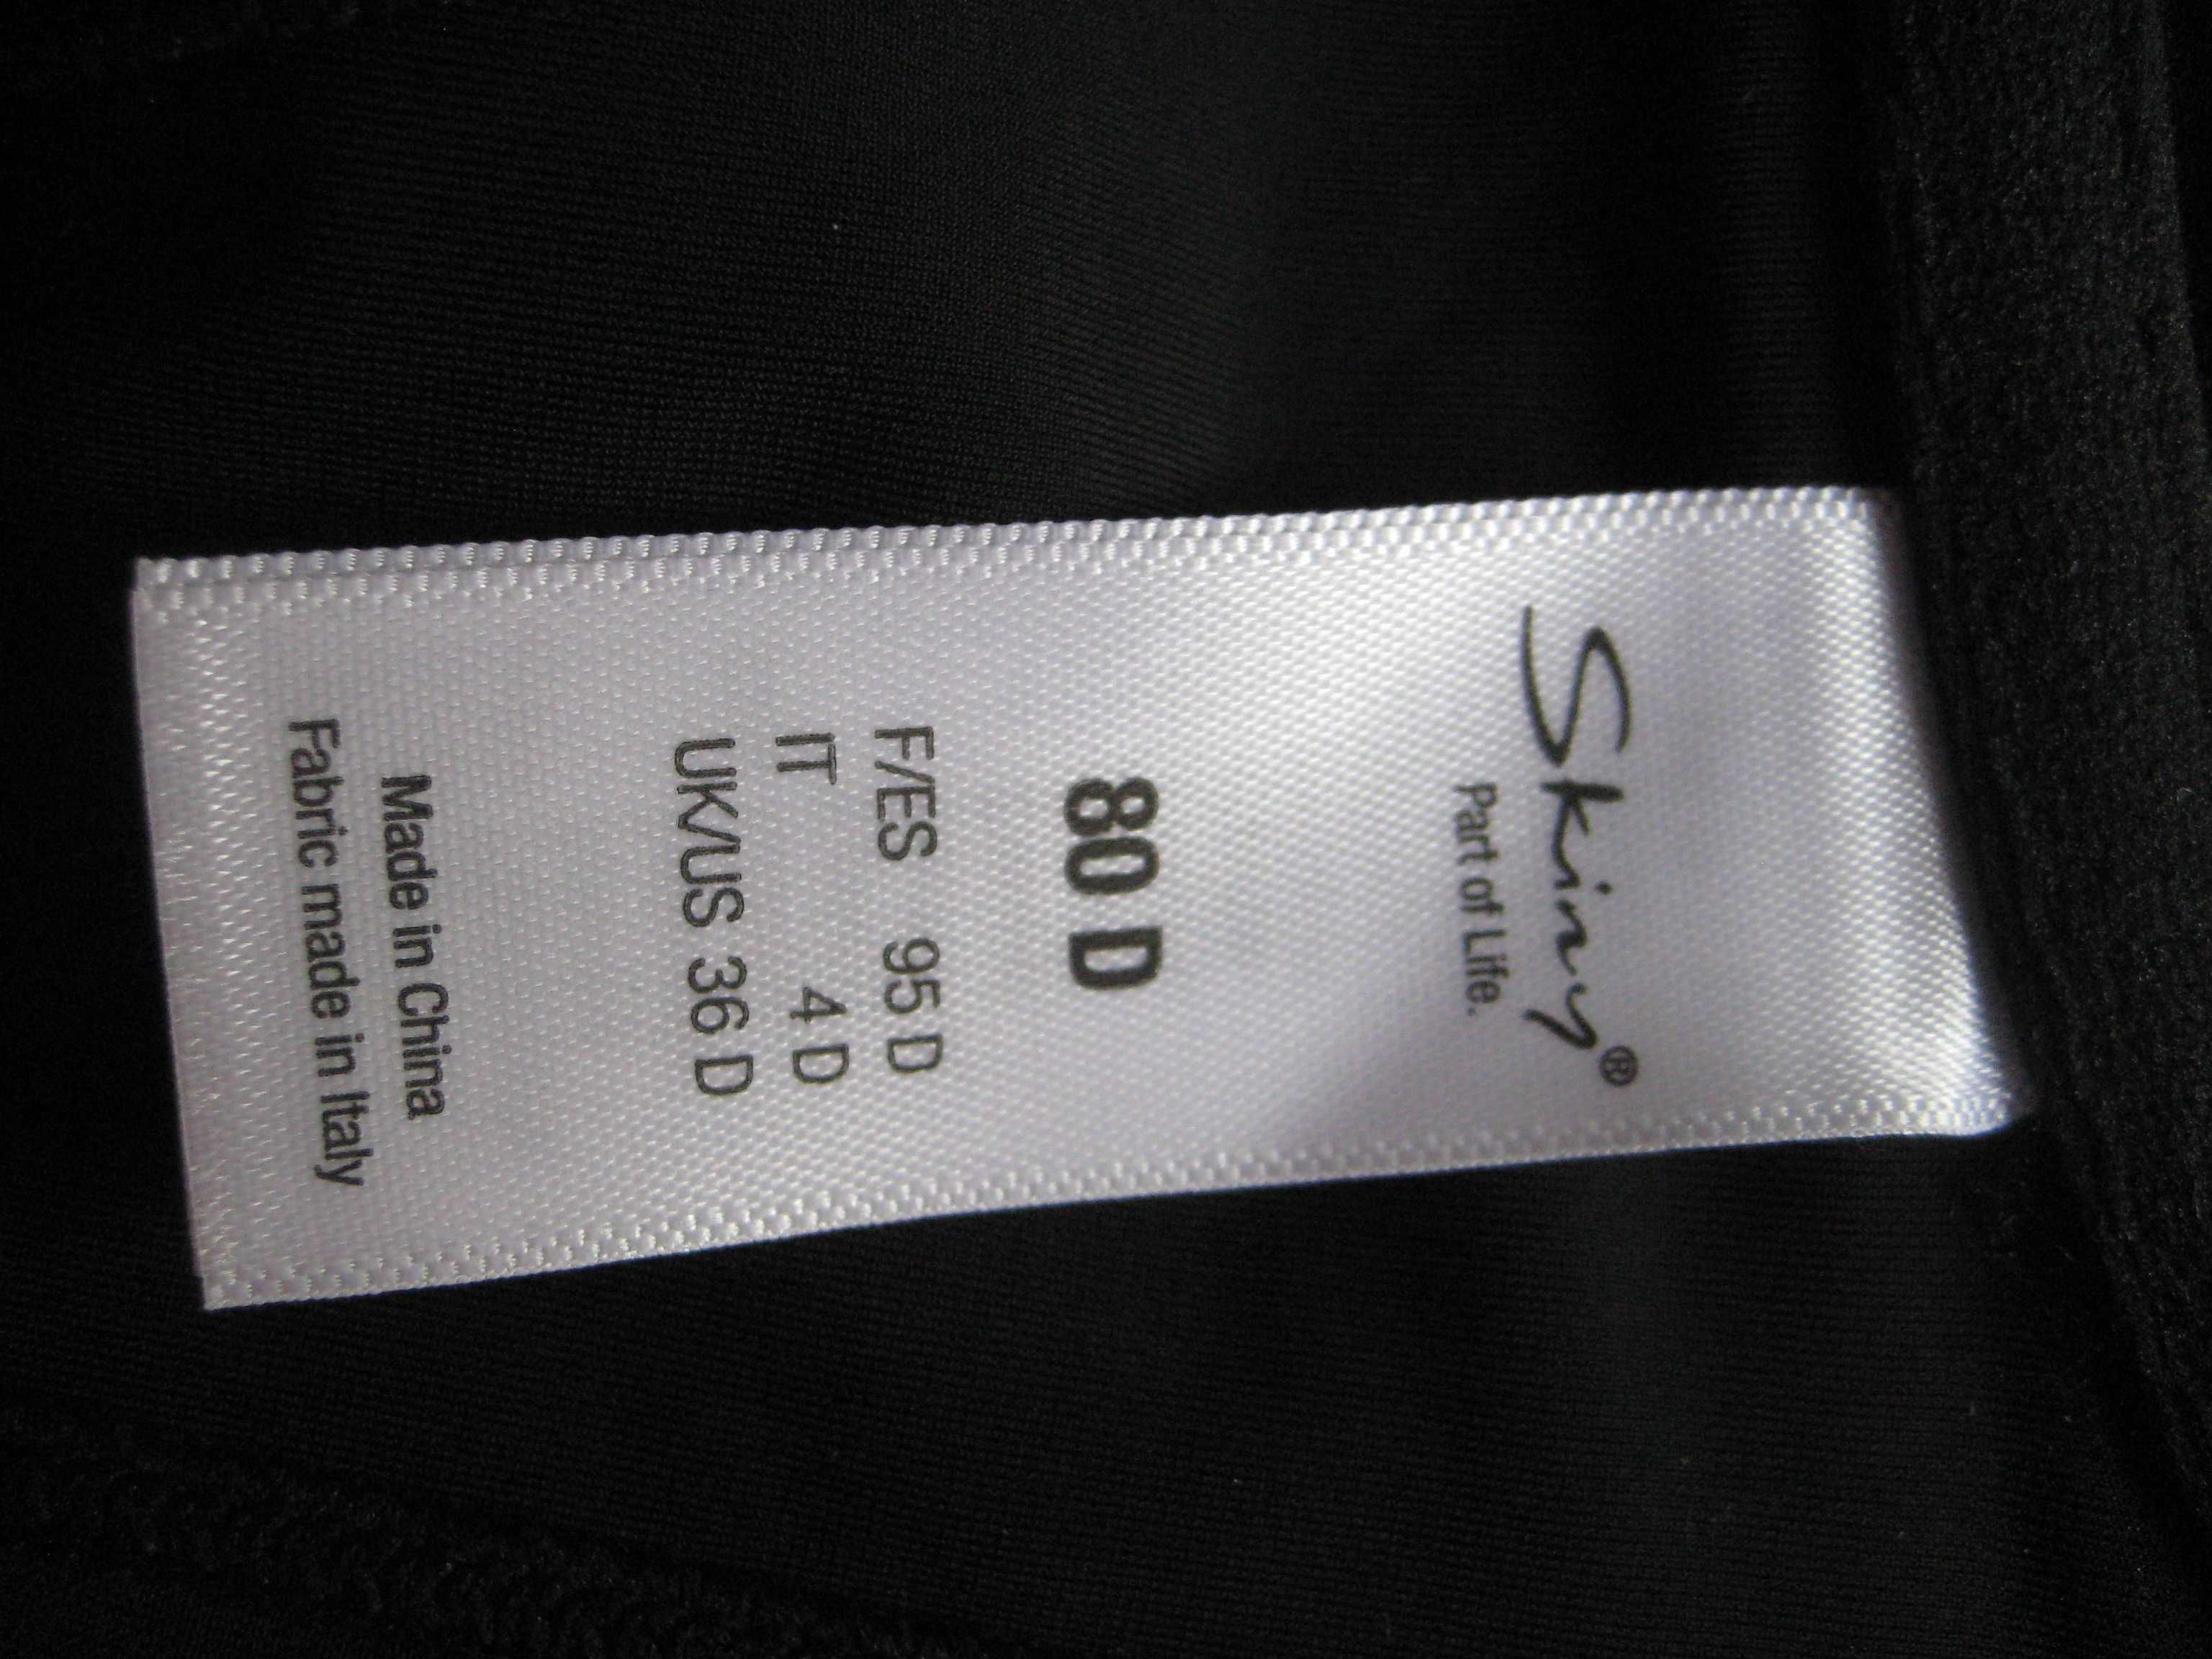 Skiny®
Part of Life.
80 D
F/ES 95 D
IT 4 D
UK/US 36 D
Made in China
Fabric made in Italy